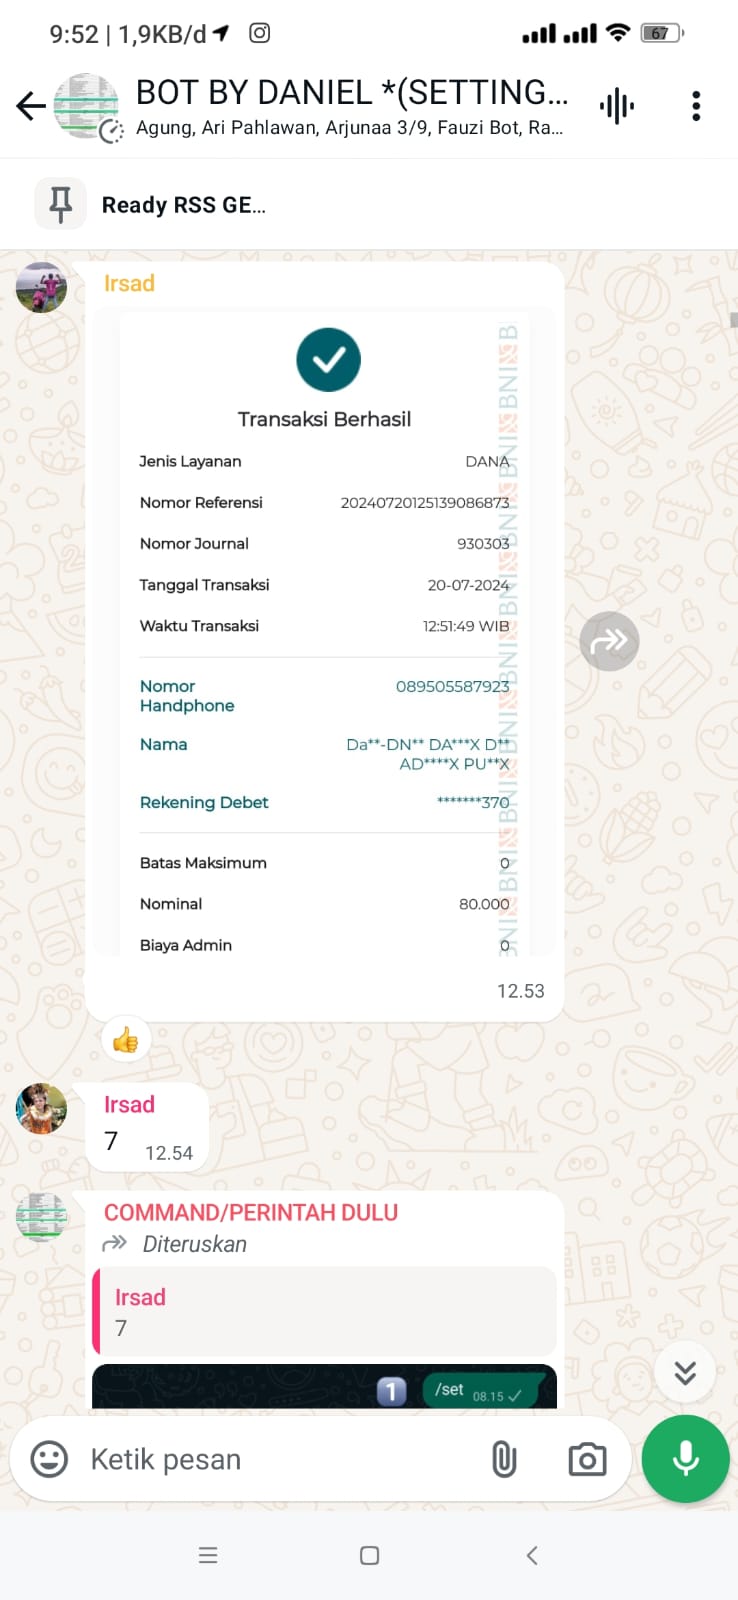 9:52 | 1,9KB/d
67
BOT BY DANIEL *(SETTING...
Agung, Ari Pahlawan, Arjunaa 3/9, Fauzi Bot, Ra...
Ready RSS GE...
Irsad
Transaksi Berhasil
Jenis Layanan DANA
Nomor Referensi 20240720125139086873
Nomor Journal 930303
Tanggal Transaksi 20-07-2024
Waktu Transaksi 12:51:49 WIB
Nomor Handphone 089505587923
Nama Da**-DN** DA***X D**
AD****X PU**X
Rekening Debet *******370
Batas Maksimum 0
Nominal 80.000
Biaya Admin 0
BNI BNI BNI BNI BNI BNI BNI BNI
12.53
Irsad
7 12.54
COMMAND/PERINTAH DULU
Diteruskan
Irsad
7
1 /set 08.15
Ketik pesan